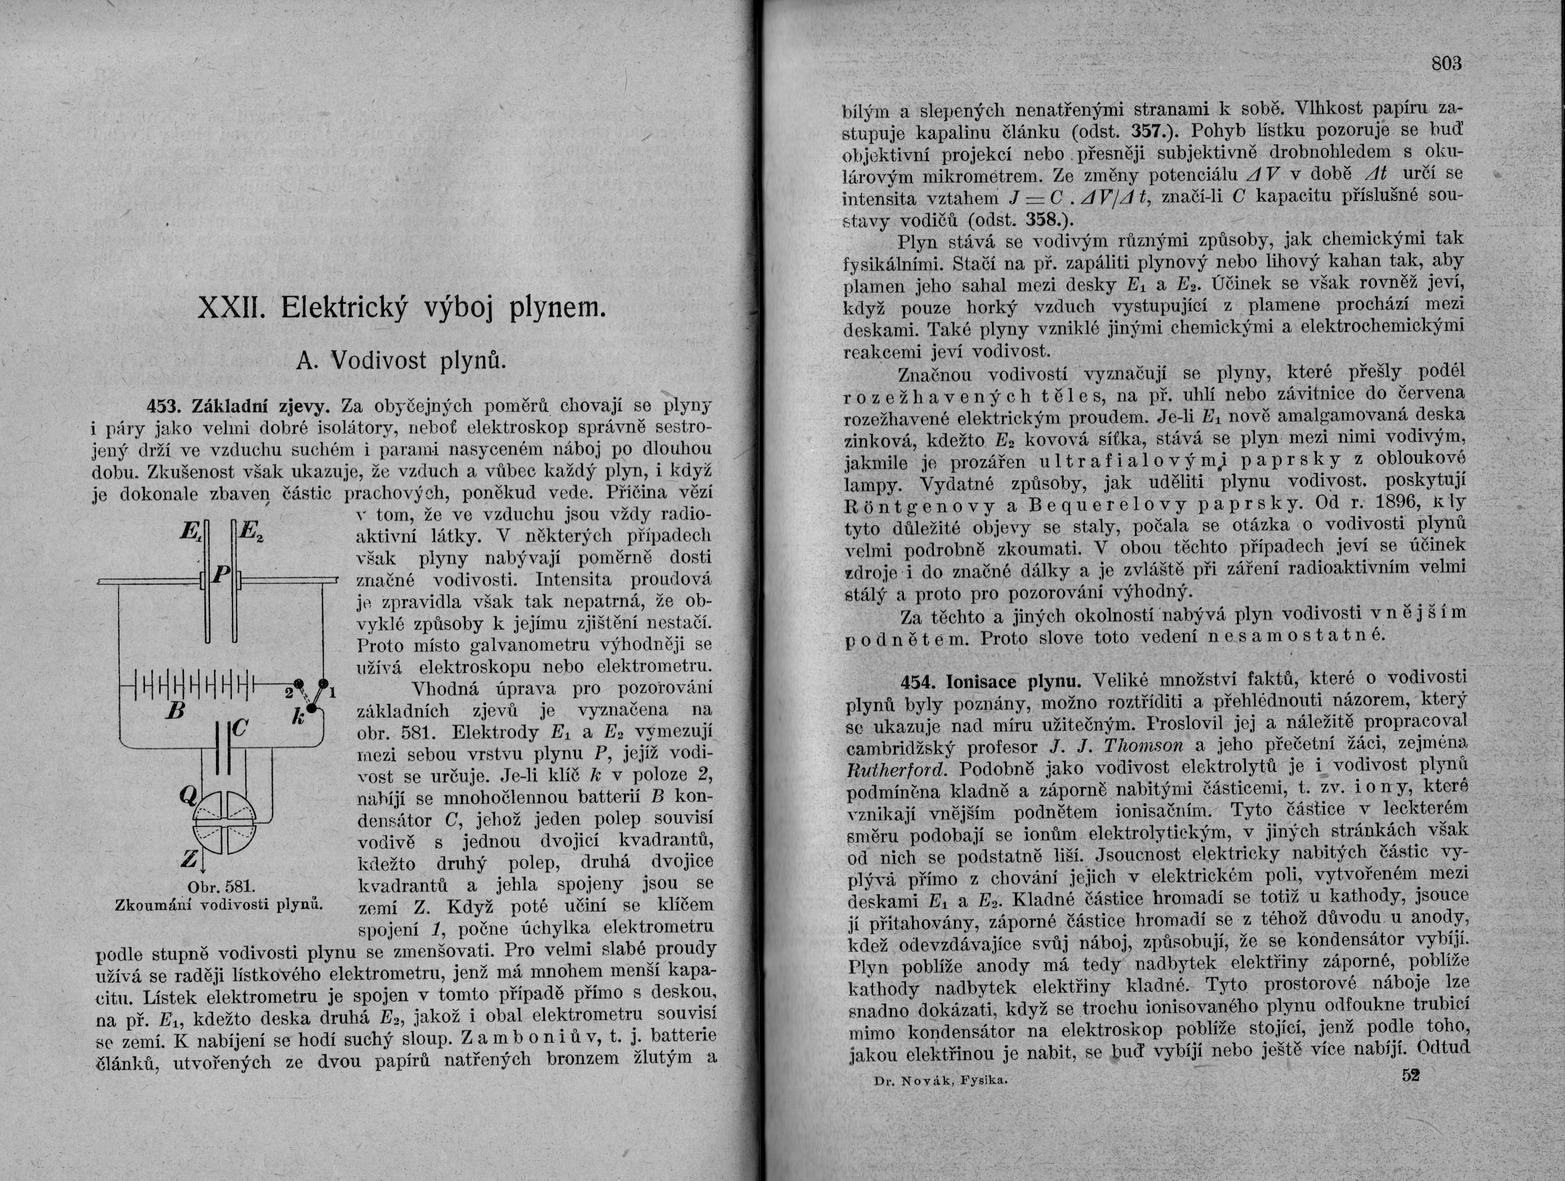 XXII. Elektrický výboj plynem.
A. Vodivost plynů.
453. Základní zjevy. Za obyčejných poměrů chovají se plyny
i páry jako velmi dobré isolátory, neboť elektroskop správně sestro-
jený drží ve vzduchu suchém i parami nasyceném náboj po dlouhou
dobu. Zkušenost však ukazuje, že vzduch a vůbec každý plyn, i když
je dokonale zbaven částic prachových, poněkud vede. Příčina vězí
v tom, že ve vzduchu jsou vždy radio-
aktivní látky. V některých případech
však plyny nabývají poměrně dosti
značné vodivosti. Intensita proudová
je zpravidla však tak nepatrná, že ob-
vyklé způsoby k jejímu zjištění nestačí.
Proto místo galvanometru výhodněji se
užívá elektroskopu nebo elektrometru.
Vhodná úprava pro pozorování
základních zjevů je vyznačena na
obr. 581. Elektrody E₁ a E₂ vymezují
mezi sebou vrstvu plynu P, jejíž vodi-
vost se určuje. Je-li klíč k v poloze 2,
nabíjí se mnohočlennou batterií B kon-
densátor C, jehož jeden polep souvisí
vodivě s jednou dvojicí kvadrantů,
kdežto druhý polep, druhá dvojice
kvadrantů a jehla spojeny jsou se
zemí Z. Když poté učiní se klíčem
spojení 1, počne úchylka elektrometru
E₁ E₂
P
B
2 1
k
C
Q
Z
Obr. 581.
Zkoumání vodivosti plynů.
podle stupně vodivosti plynu se zmenšovati. Pro velmi slabé proudy
užívá se raději lístkového elektrometru, jenž má mnohem menší kapa-
citu. Lístek elektrometru je spojen v tomto případě přímo s deskou,
na př. E₁, kdežto deska druhá E₂, jakož i obal elektrometru souvisí
se zemí. K nabíjení se hodí suchý sloup. Zamboniův, t. j. batterie
článků, utvořených ze dvou papírů natřených bronzem žlutým a
803
bílým a slepených nenatřenými stranami k sobě. Vlhkost papíru za-
stupuje kapalinu článku (odst. 357.). Pohyb lístku pozoruje se buď
objektivní projekcí nebo přesněji subjektivně drobnohledem s oku-
lárovým mikrometrem. Ze změny potenciálu ΔV v době Δt určí se
intensita vztahem J = C . ΔV/Δt, značí-li C kapacitu příslušné sou-
stavy vodičů (odst. 358.).
Plyn stává se vodivým různými způsoby, jak chemickými tak
fysikálními. Stačí na př. zapáliti plynový nebo lihový kahan tak, aby
plamen jeho sahal mezi desky E₁ a E₂. Účinek se však rovněž jeví,
když pouze horký vzduch vystupující z plamene prochází mezi
deskami. Také plyny vzniklé jinými chemickými a elektrochemickými
reakcemi jeví vodivost.
Značnou vodivostí vyznačují se plyny, které přešly podél
rozežhavených těles, na př. uhlí nebo závitnice do červena
rozežhavené elektrickým proudem. Je-li E₁ nově amalgamovaná deska
zinková, kdežto E₂ kovová síťka, stává se plyn mezi nimi vodivým,
jakmile je prozářen ultrafialovými paprsky z obloukové
lampy. Vydatné způsoby, jak uděliti plynu vodivost. poskytují
Röntgenovy a Bequerelovy paprsky. Od r. 1896, kdy
tyto důležité objevy se staly, počala se otázka o vodivosti plynů
velmi podrobně zkoumati. V obou těchto případech jeví se účinek
zdroje i do značné dálky a je zvláště při záření radioaktivním velmi
stálý a proto pro pozorování výhodný.
Za těchto a jiných okolností nabývá plyn vodivosti vnějším
podnětem. Proto slove toto vedení nesamostatné.
454. Ionisace plynu. Veliké množství faktů, které o vodivosti
plynů byly poznány, možno roztříditi a přehlédnouti názorem, který
se ukazuje nad míru užitečným. Proslovil jej a náležitě propracoval
cambridžský profesor J. J. Thomson a jeho přečetní žáci, zejména
Rutherford. Podobně jako vodivost elektrolytů je i vodivost plynů
podmíněna kladně a záporně nabitými částicemi, t. zv. iony, které
vznikají vnějším podnětem ionisačním. Tyto částice v leckterém
směru podobají se ionům elektrolytickým, v jiných stránkách však
od nich se podstatně liší. Jsoucnost elektricky nabitých částic vy-
plývá přímo z chování jejich v elektrickém poli, vytvořeném mezi
deskami E₁ a E₂. Kladné částice hromadí se totiž u kathody, jsouce
jí přitahovány, záporné částice hromadí se z téhož důvodu u anody,
kdež odevzdávajíce svůj náboj, způsobují, že se kondensátor vybíjí.
Plyn poblíže anody má tedy nadbytek elektřiny záporné, poblíže
kathody nadbytek elektřiny kladné. Tyto prostorové náboje lze
snadno dokázati, když se trochu ionisovaného plynu odfoukne trubicí
mimo kondensátor na elektroskop poblíže stojící, jenž podle toho,
jakou elektřinou je nabit, se buď vybíjí nebo ještě více nabíjí. Odtud
Dr. Novák, Fysika.
52